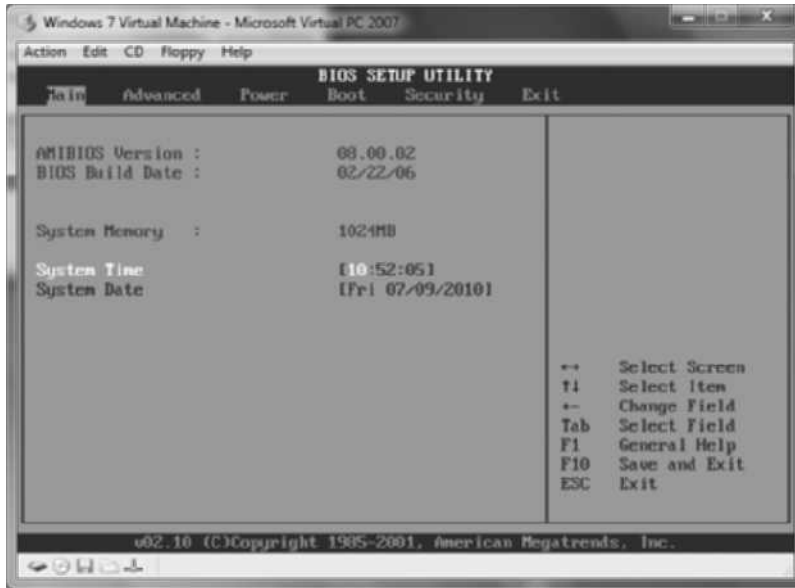 Windows 7 Virtual Machine - Microsoft Virtual PC 2007
Action Edit CD Floppy Help
BIOS SETUP UTILITY
Main Advanced Power Boot Security Exit
AMIBIOS Version : 08.00.02
BIOS Build Date : 02/22/06
System Memory : 1024MB
System Time [10:52:05]
System Date [Fri 07/09/2010]
↔ Select Screen
↑↓ Select Item
←- Change Field
Tab Select Field
F1 General Help
F10 Save and Exit
ESC Exit
v02.10 (C)Copyright 1985-2001, American Megatrends, Inc.